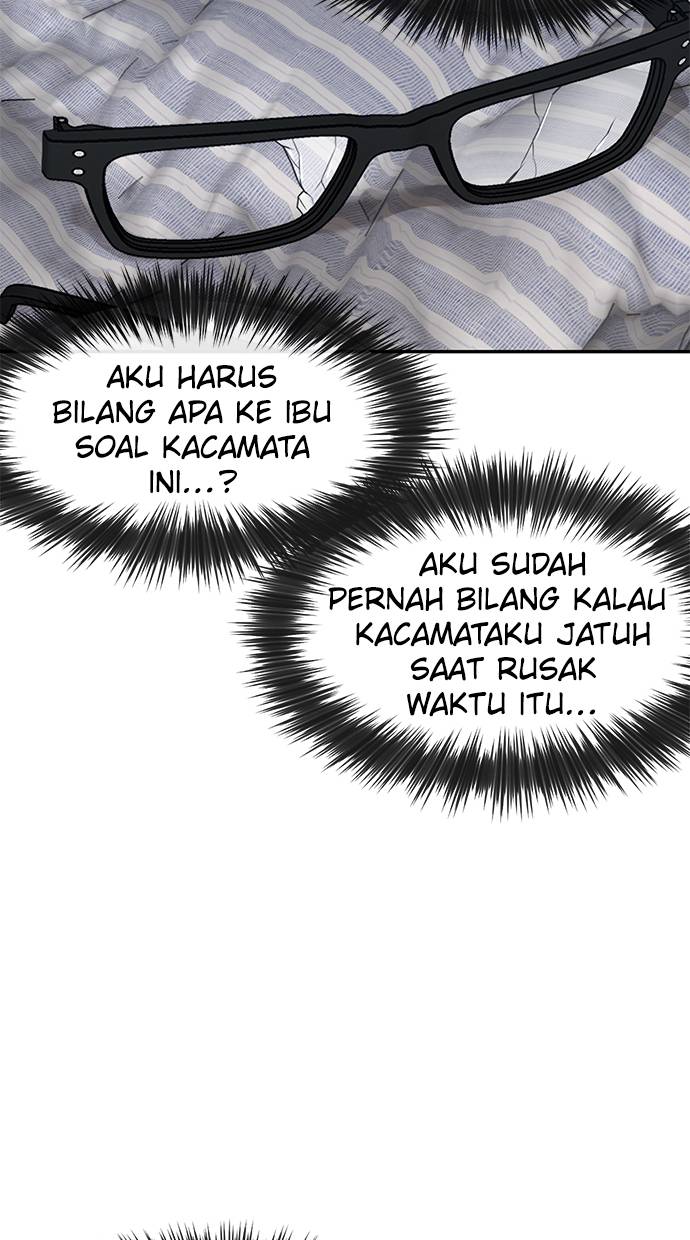 AKU HARUS
BILANG APA KE IBU
SOAL KACAMATA
INI...?
AKU SUDAH
PERNAH BILANG KALAU
KACAMATAKU JATUH
SAAT RUSAK
WAKTU ITU...